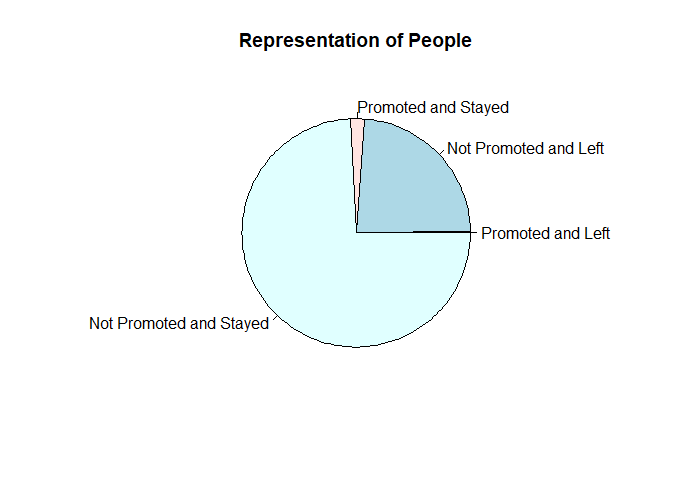 Representation of People
Promoted and Stayed
Not Promoted and Left
Promoted and Left
Not Promoted and Stayed